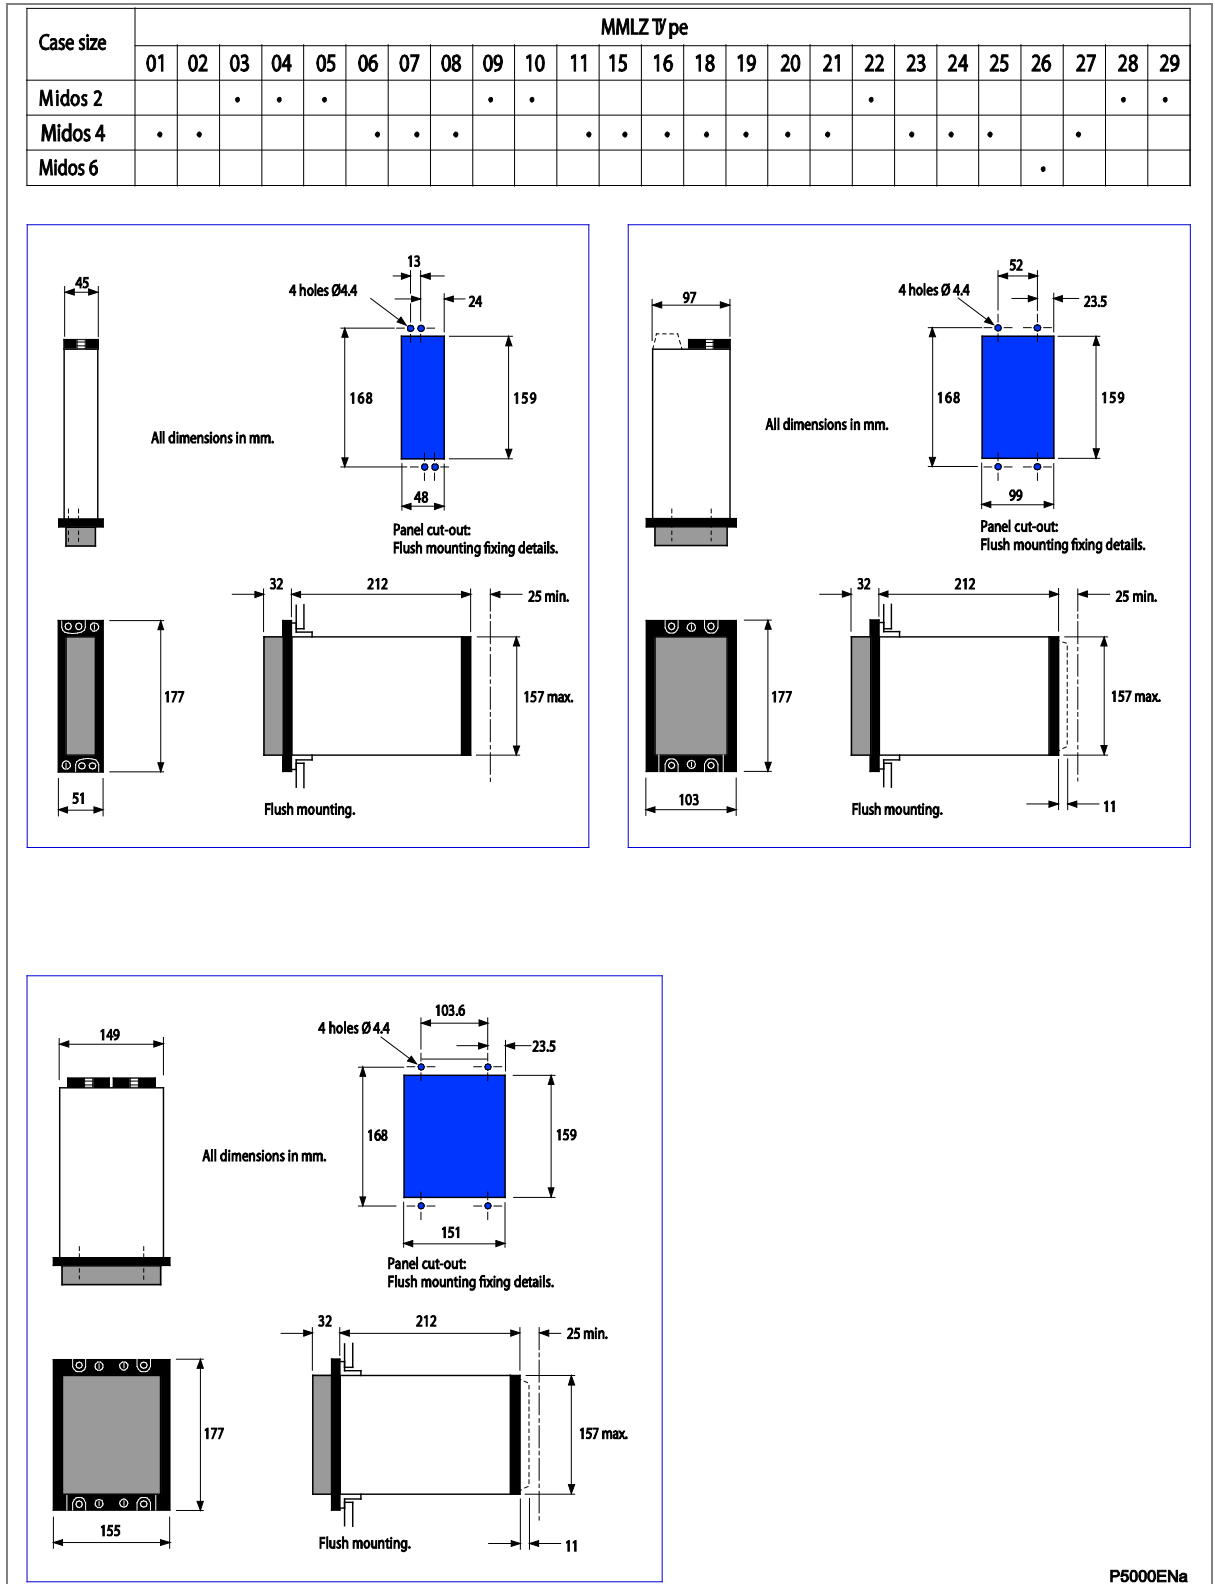 Case size
MMLZ Type
01 02 03 04 05 06 07 08 09 10 11 15 16 18 19 20 21 22 23 24 25 26 27 28 29
Midos 2 • • • • • • • •
Midos 4 • • • • • • • • • • • • • • • •
Midos 6 •
45
13
4 holes Ø4.4
24
168
159
All dimensions in mm.
48
Panel cut-out:
Flush mounting fixing details.
32
212
25 min.
177
157 max.
51
Flush mounting.
97
52
4 holes Ø 4.4
23.5
168
159
All dimensions in mm.
99
Panel cut-out:
Flush mounting fixing details.
32
212
25 min.
177
157 max.
103
Flush mounting.
11
149
103.6
4 holes Ø 4.4
23.5
168
159
All dimensions in mm.
151
Panel cut-out:
Flush mounting fixing details.
32
212
25 min.
177
157 max.
155
Flush mounting.
11
P5000ENa